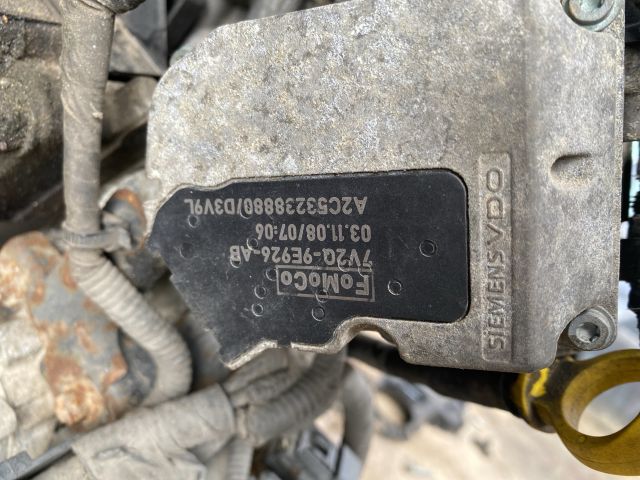 FoMoCo
7V2Q-9E926-AB
03.11.08/07:06
A2C53238880/D3V9L
SIEMENS VDO